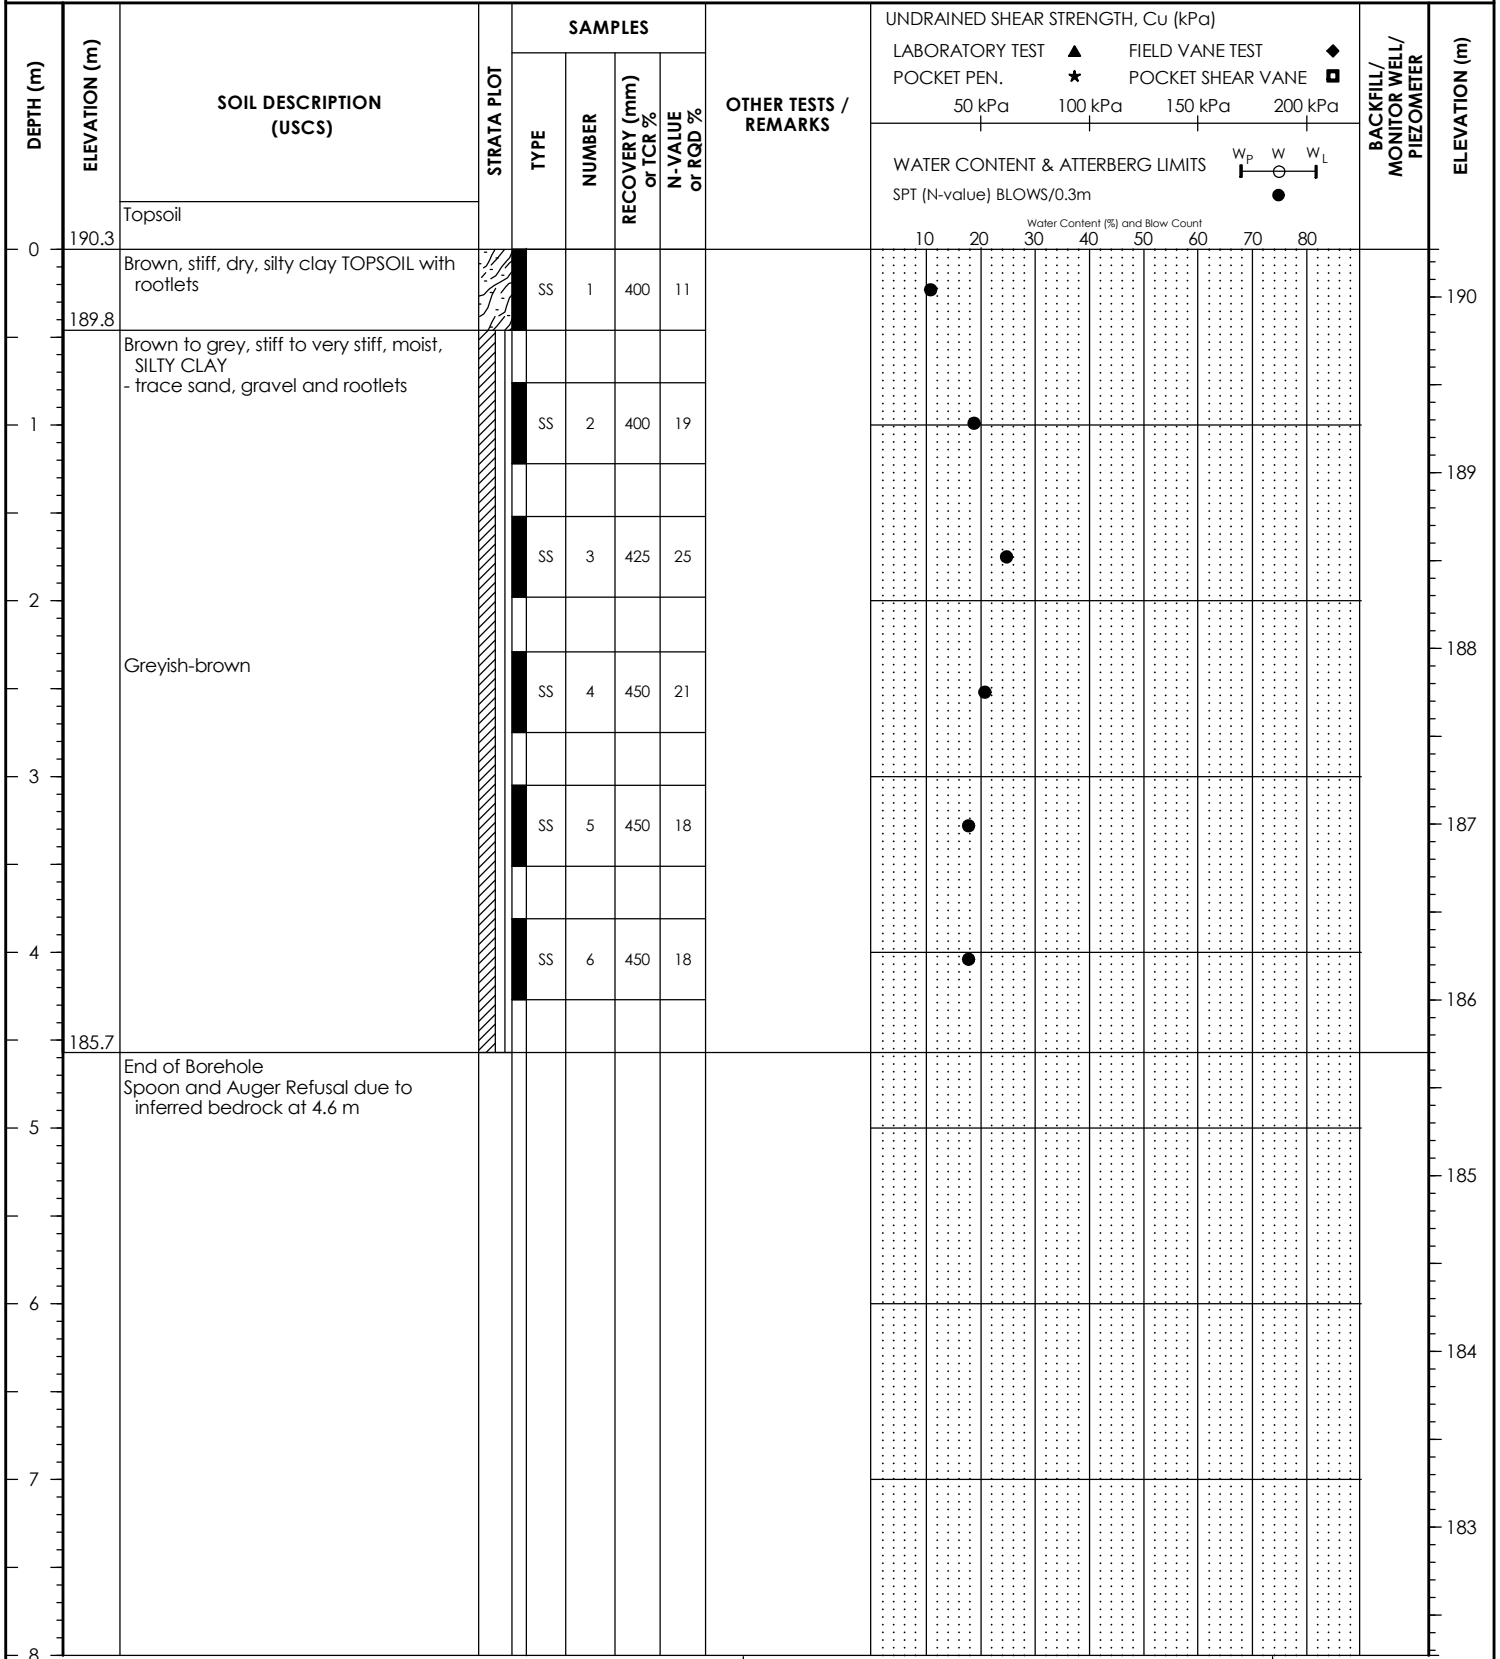 DEPTH (m)
ELEVATION (m)
SOIL DESCRIPTION
(USCS)
STRATA PLOT
SAMPLES
TYPE
NUMBER
RECOVERY (mm)
or TCR %
N-VALUE
or RQD %
OTHER TESTS /
REMARKS
UNDRAINED SHEAR STRENGTH, Cu (kPa)
LABORATORY TEST ▲ FIELD VANE TEST ◆
POCKET PEN. ★ POCKET SHEAR VANE
50 kPa 100 kPa 150 kPa 200 kPa
WATER CONTENT & ATTERBERG LIMITS WP W WL
SPT (N-value) BLOWS/0.3m ●
Water Content (%) and Blow Count
10 20 30 40 50 60 70 80
BACKFILL/
MONITOR WELL/
PIEZOMETER
ELEVATION (m)
Topsoil
0 190.3
Brown, stiff, dry, silty clay TOPSOIL with
rootlets
SS 1 400 11
190
189.8
Brown to grey, stiff to very stiff, moist,
SILTY CLAY
- trace sand, gravel and rootlets
1
SS 2 400 19
189
SS 3 425 25
2
188
Greyish-brown
SS 4 450 21
3
SS 5 450 18
187
4
SS 6 450 18
186
185.7
End of Borehole
Spoon and Auger Refusal due to
inferred bedrock at 4.6 m
5
185
6
184
7
183
8